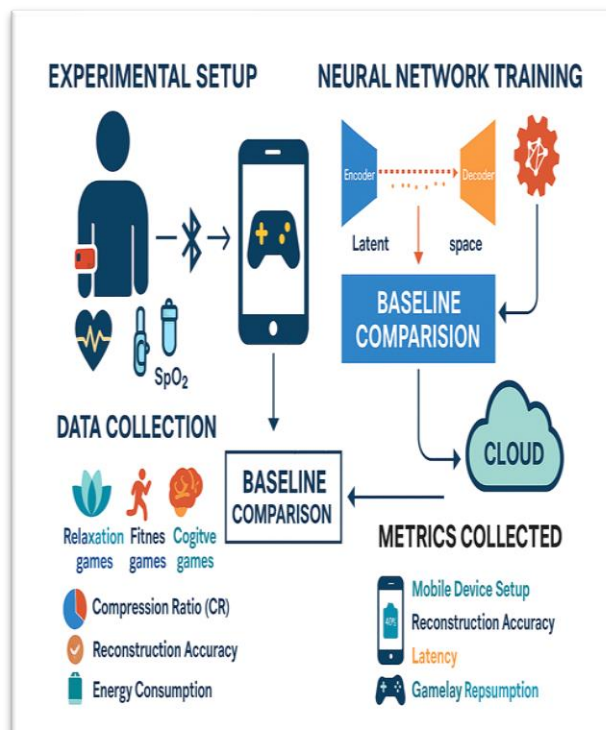 EXPERIMENTAL SETUP
SpO₂
NEURAL NETWORK TRAINING
Encoder
Decoder
Latent space
BASELINE
COMPARISION
CLOUD
DATA COLLECTION
Relaxation games
Fitnes games
Cogitve games
Compression Ratio (CR)
Reconstruction Accuracy
Energy Consumption
BASELINE
COMPARISON
METRICS COLLECTED
Mobile Device Setup
Reconstruction Accuracy
Latency
Gamelay Repsumption